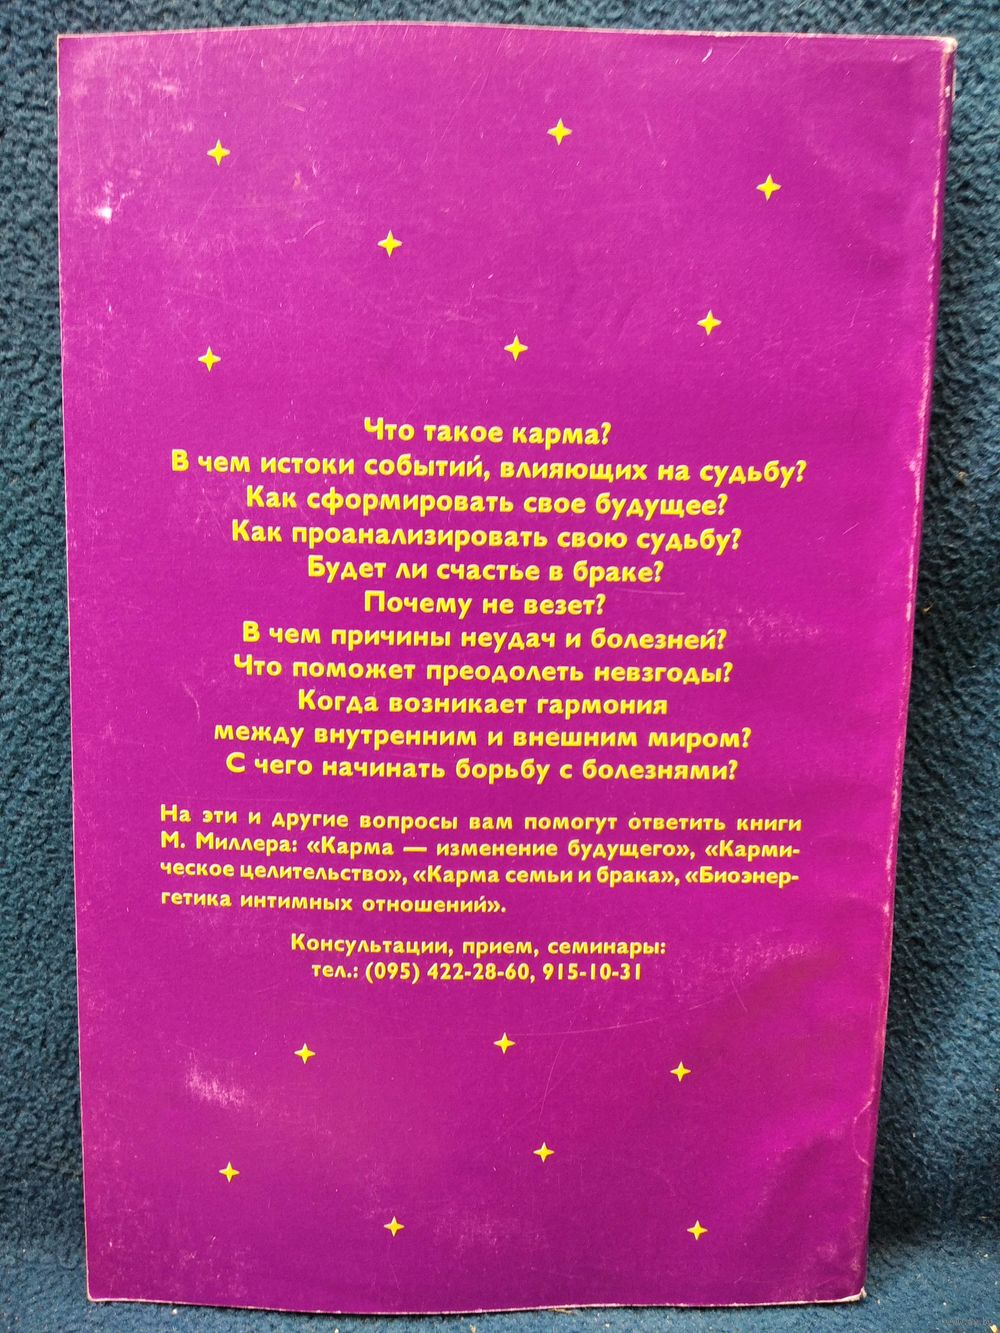 Что такое карма?
В чем истоки событий, влияющих на судьбу?
Как сформировать свое будущее?
Как проанализировать свою судьбу?
Будет ли счастье в браке?
Почему не везет?
В чем причины неудач и болезней?
Что поможет преодолеть невзгоды?
Когда возникает гармония
между внутренним и внешним миром?
С чего начинать борьбу с болезнями?
На эти и другие вопросы вам помогут ответить книги
М. Миллера: «Карма — изменение будущего», «Карми-
ческое целительство», «Карма семьи и брака», «Биоэнер-
гетика интимных отношений».
Консультации, прием, семинары:
тел.: (095) 422-28-60, 915-10-31